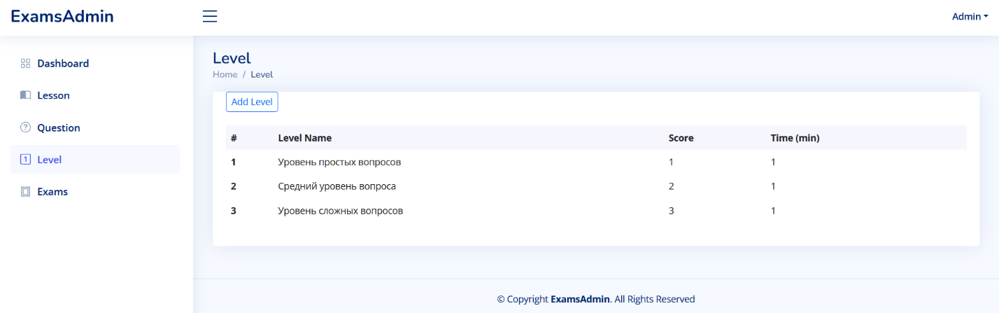 ExamsAdmin
Admin
Dashboard
Lesson
Question
1 Level
Exams
Level
Home / Level
Add Level
# Level Name Score Time (min)
1 Уровень простых вопросов 1 1
2 Средний уровень вопроса 2 1
3 Уровень сложных вопросов 3 1
© Copyright ExamsAdmin. All Rights Reserved